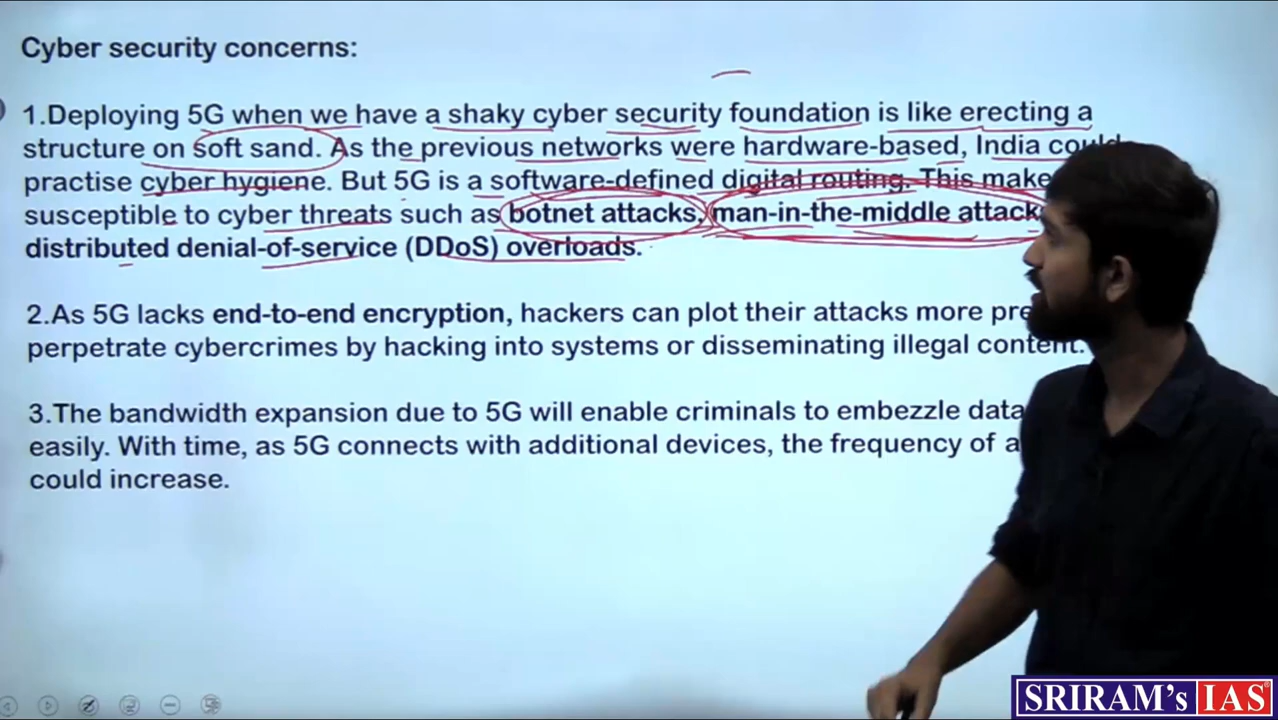 Cyber security concerns:
1.Deploying 5G when we have a shaky cyber security foundation is like erecting a
structure on soft sand. As the previous networks were hardware-based, India could
practise cyber hygiene. But 5G is a software-defined digital routing. This make
susceptible to cyber threats such as botnet attacks, man-in-the-middle attack
distributed denial-of-service (DDoS) overloads.
2.As 5G lacks end-to-end encryption, hackers can plot their attacks more pre
perpetrate cybercrimes by hacking into systems or disseminating illegal content.
3.The bandwidth expansion due to 5G will enable criminals to embezzle data
easily. With time, as 5G connects with additional devices, the frequency of a
could increase.
SRIRAM's IAS